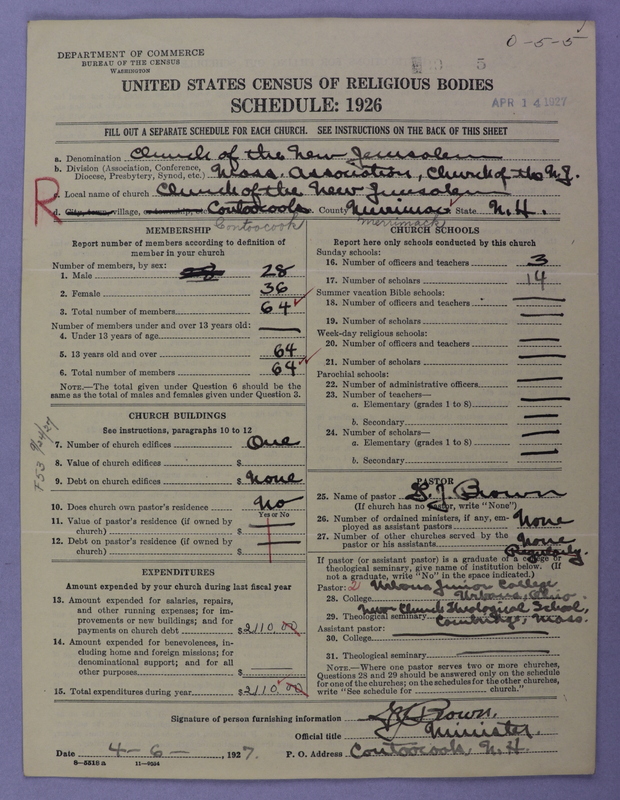 0-5-5
DEPARTMENT OF COMMERCE
BUREAU OF THE CENSUS
WASHINGTON
5
UNITED STATES CENSUS OF RELIGIOUS BODIES
SCHEDULE: 1926
APR 14 1927
FILL OUT A SEPARATE SCHEDULE FOR EACH CHURCH. SEE INSTRUCTIONS ON THE BACK OF THIS SHEET
R
a. Denomination Church of the New Jerusalem
b. Division (Association, Conference, Diocese, Presbytery, Synod, etc.) Mass. Association, Church of the N.J.
c. Local name of church Church of the New Jerusalem
d. City, town, village, or township, etc. Contoocook County Merrimac State N.H.
Contoocook Merrimack
MEMBERSHIP
Report number of members according to definition of
member in your church
Number of members, by sex:
1. Male 28
2. Female 36
3. Total number of members 64
Number of members under and over 13 years old:
4. Under 13 years of age
5. 13 years old and over 64
6. Total number of members 64
NOTE.—The total given under Question 6 should be the
same as the total of males and females given under Question 3.
CHURCH BUILDINGS
See instructions, paragraphs 10 to 12
7. Number of church edifices One
8. Value of church edifices $
9. Debt on church edifices $ None
10. Does church own pastor's residence No
Yes or No
11. Value of pastor's residence (if owned by
church) $
12. Debt on pastor's residence (if owned by
church) $
EXPENDITURES
Amount expended by your church during last fiscal year
13. Amount expended for salaries, repairs,
and other running expenses; for im-
provements or new buildings; and for
payments on church debt $2110.00
14. Amount expended for benevolences, in-
cluding home and foreign missions; for
denominational support; and for all
other purposes $
15. Total expenditures during year $2110.00
CHURCH SCHOOLS
Report here only schools conducted by this church
Sunday schools:
16. Number of officers and teachers 3
17. Number of scholars 14
Summer vacation Bible schools:
18. Number of officers and teachers
19. Number of scholars
Week-day religious schools:
20. Number of officers and teachers
21. Number of scholars
Parochial schools:
22. Number of administrative officers
23. Number of teachers—
a. Elementary (grades 1 to 8)
b. Secondary
24. Number of scholars—
a. Elementary (grades 1 to 8)
b. Secondary
PASTOR
25. Name of pastor G. J. Brown
(If church has no pastor, write "None")
26. Number of ordained ministers, if any, em-
ployed as assistant pastors None
27. Number of other churches served by the
pastor or his assistants None
Regularly.
If pastor (or assistant pastor) is a graduate of a college or
theological seminary, give name of institution below. (If
not a graduate, write "No" in the space indicated.)
Pastor: 2 Urbana Junior College
28. College Urbana, Ohio
New Church Theological School,
29. Theological seminary Cambridge, Mass.
Assistant pastor:
30. College
31. Theological seminary
NOTE.—Where one pastor serves two or more churches,
Questions 28 and 29 should be answered only on the schedule
for one of the churches; on the schedules for the other churches,
write "See schedule for church."
Signature of person furnishing information G J Brown.
Official title Minister.
Date 4-6-, 1927. P. O. Address Contoocook, N.H.
8—5516 a 11—9924